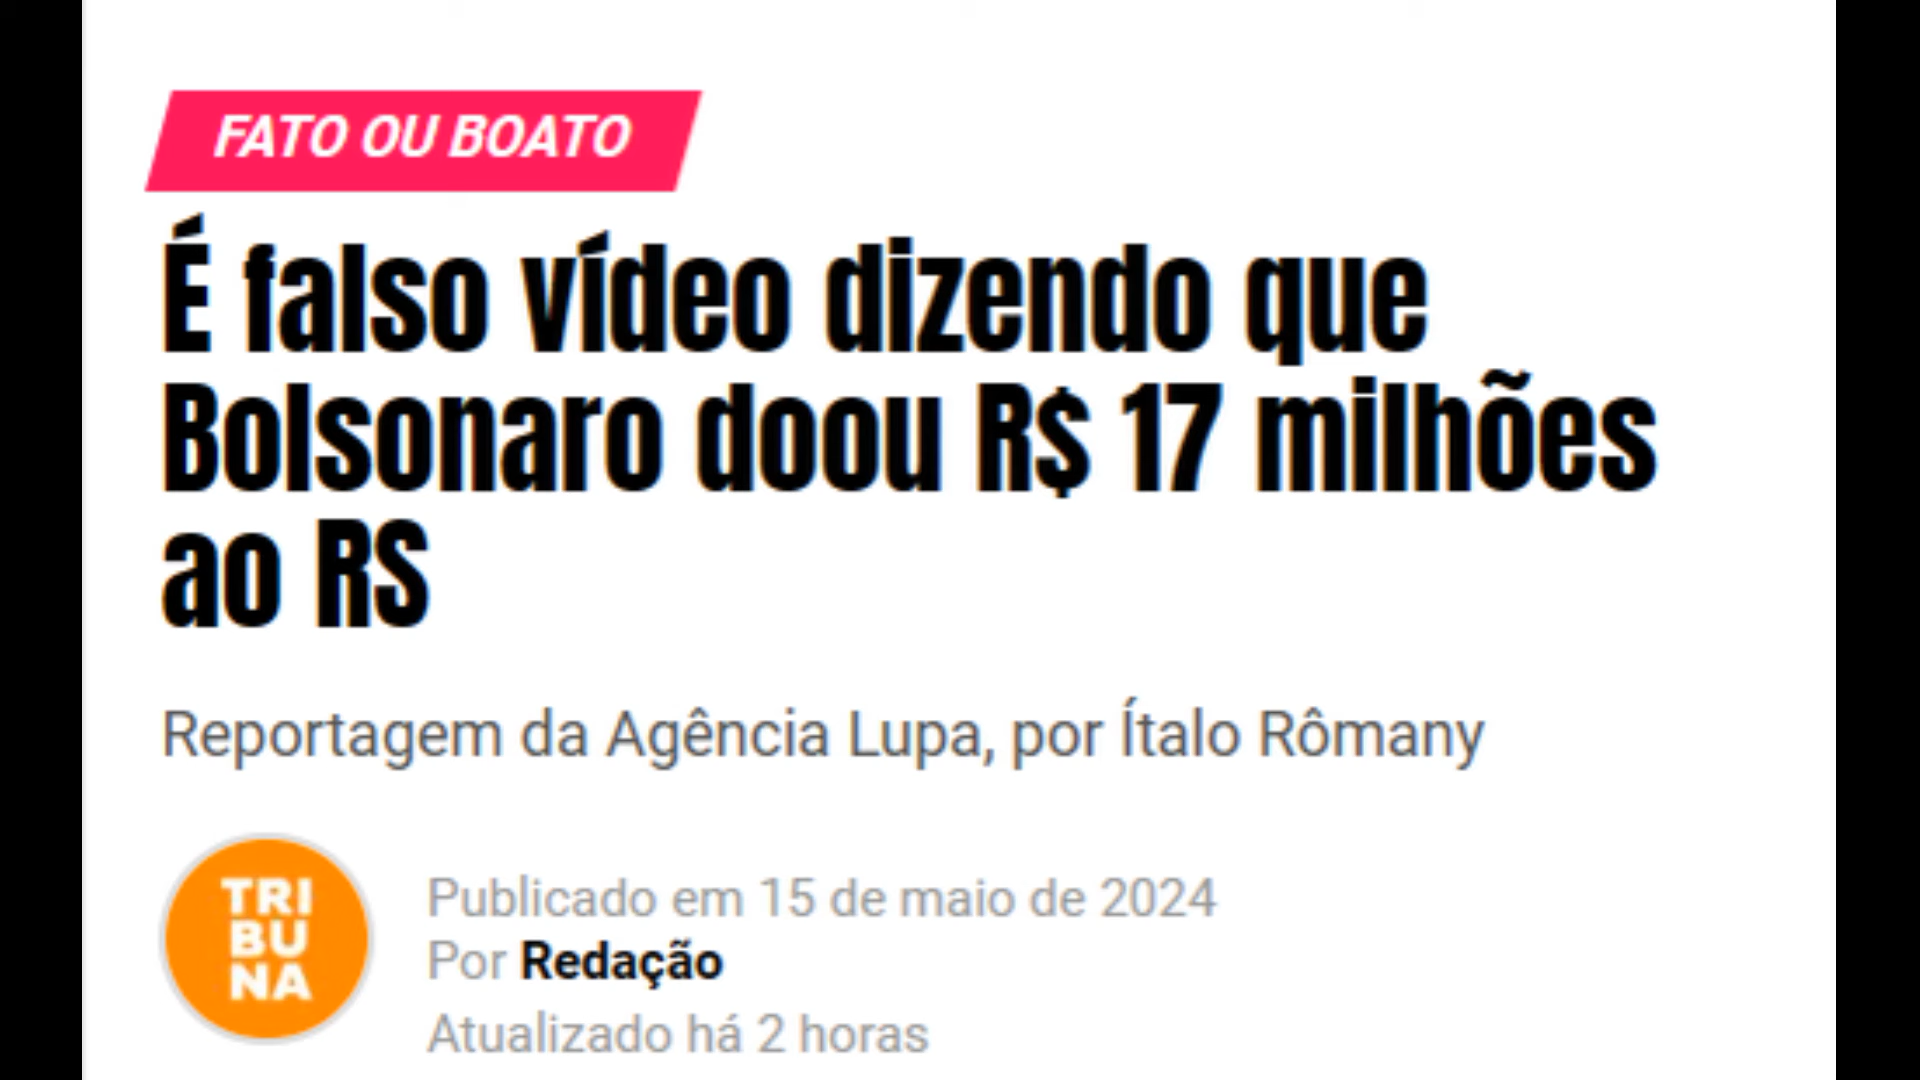 FATO OU BOATO
É falso vídeo dizendo que
Bolsonaro doou R$ 17 milhões
ao RS
Reportagem da Agência Lupa, por Ítalo Rômany
TRI
BU
NA
Publicado em 15 de maio de 2024
Por Redação
Atualizado há 2 horas